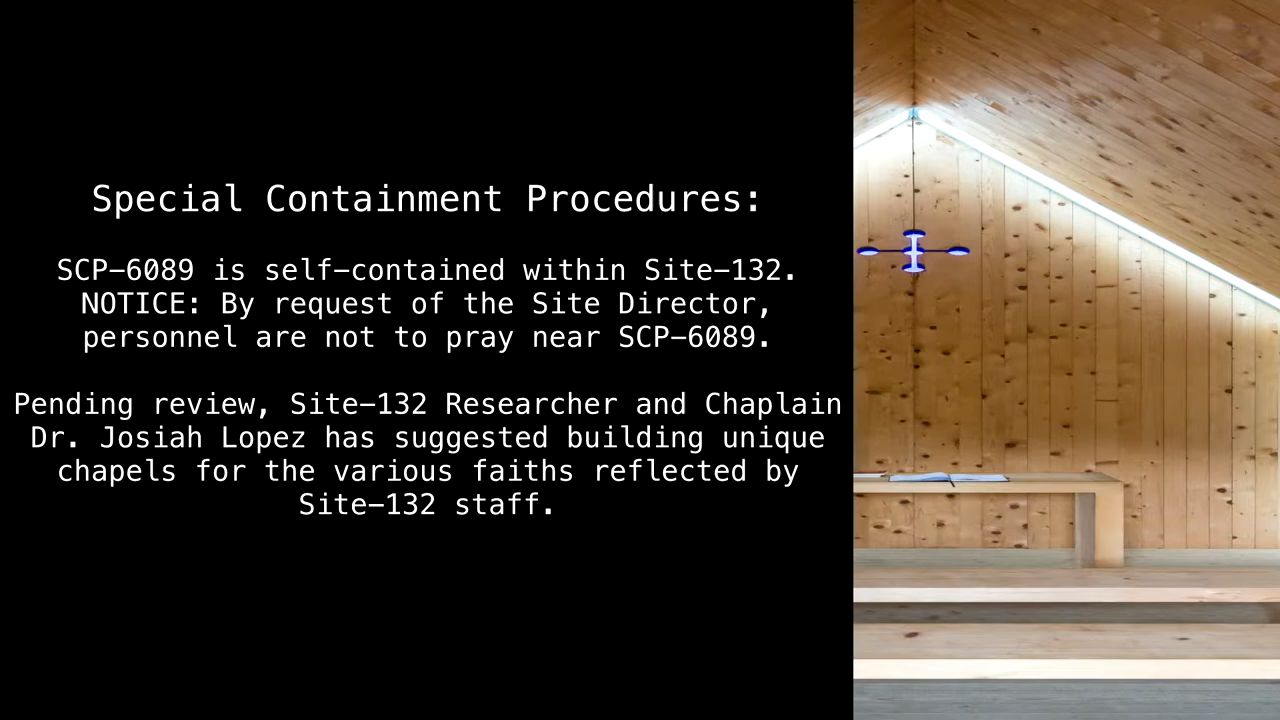 Special Containment Procedures:
SCP-6089 is self-contained within Site-132.
NOTICE: By request of the Site Director,
personnel are not to pray near SCP-6089.
Pending review, Site-132 Researcher and Chaplain
Dr. Josiah Lopez has suggested building unique
chapels for the various faiths reflected by
Site-132 staff.